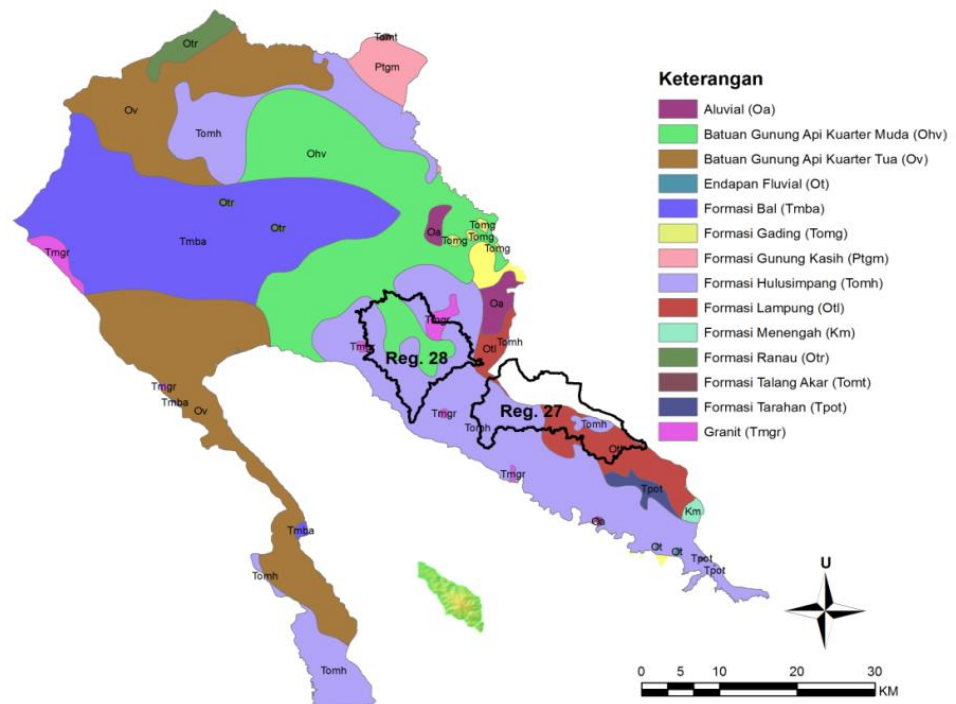 Otr
Tomt
Ptgm
Ov
Tomh
Ohv
Otr
Otr
Tmba
Oa
Tomg
Tomg
Tomg
Tomg
Tmgr
Oa
Tmgr
Otl
Tomh
Tmgr
Reg. 28
Tmgr
Tmba
Ov
Tmgr
Reg. 27
Tomh
Tomh
Otl
Tpot
Km
Tmgr
Oa
Ot
Ot
Tpot
Tpot
Tmba
Tomh
Tomh
Keterangan
Aluvial (Oa)
Batuan Gunung Api Kuarter Muda (Ohv)
Batuan Gunung Api Kuarter Tua (Ov)
Endapan Fluvial (Ot)
Formasi Bal (Tmba)
Formasi Gading (Tomg)
Formasi Gunung Kasih (Ptgm)
Formasi Hulusimpang (Tomh)
Formasi Lampung (Otl)
Formasi Menengah (Km)
Formasi Ranau (Otr)
Formasi Talang Akar (Tomt)
Formasi Tarahan (Tpot)
Granit (Tmgr)
U
0 5 10 20 30
KM